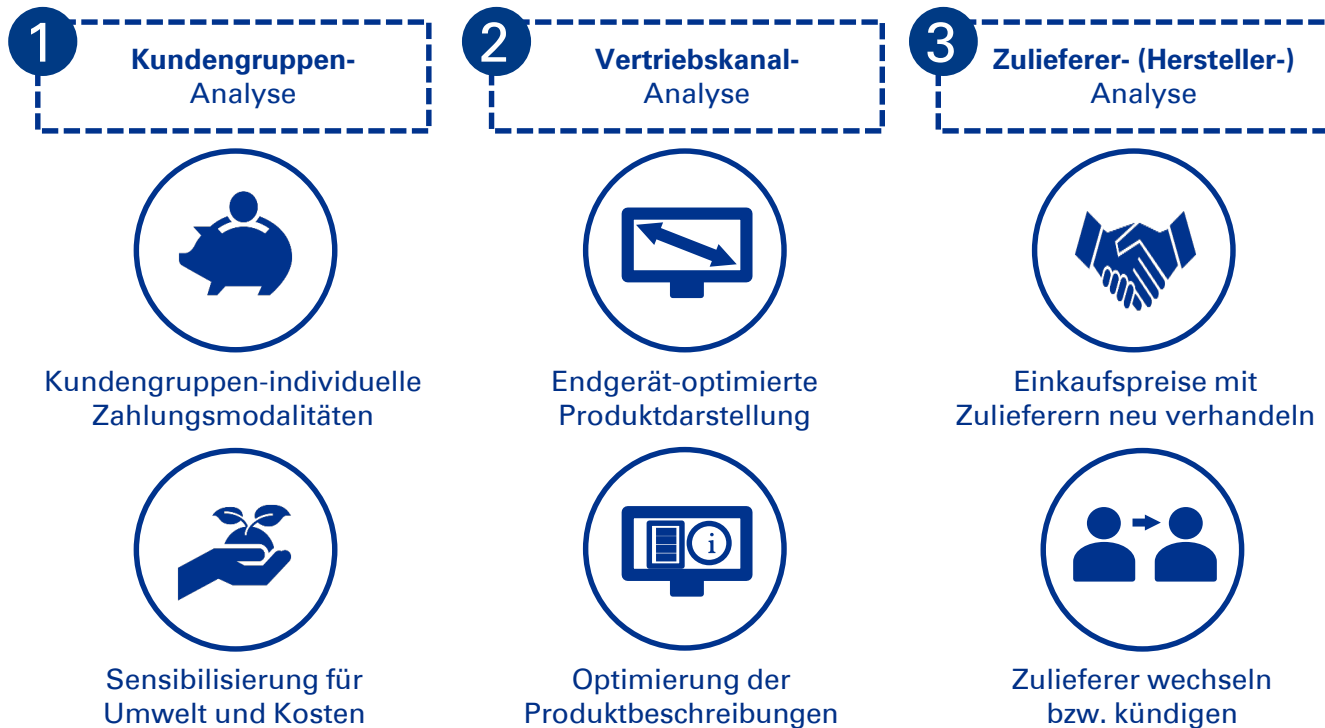 1
Kundengruppen-
Analyse
Kundengruppen-individuelle
Zahlungsmodalitäten
Sensibilisierung für
Umwelt und Kosten
2
Vertriebskanal-
Analyse
Endgerät-optimierte
Produktdarstellung
i
Optimierung der
Produktbeschreibungen
3
Zulieferer- (Hersteller-)
Analyse
Einkaufspreise mit
Zulieferern neu verhandeln
Zulieferer wechseln
bzw. kündigen